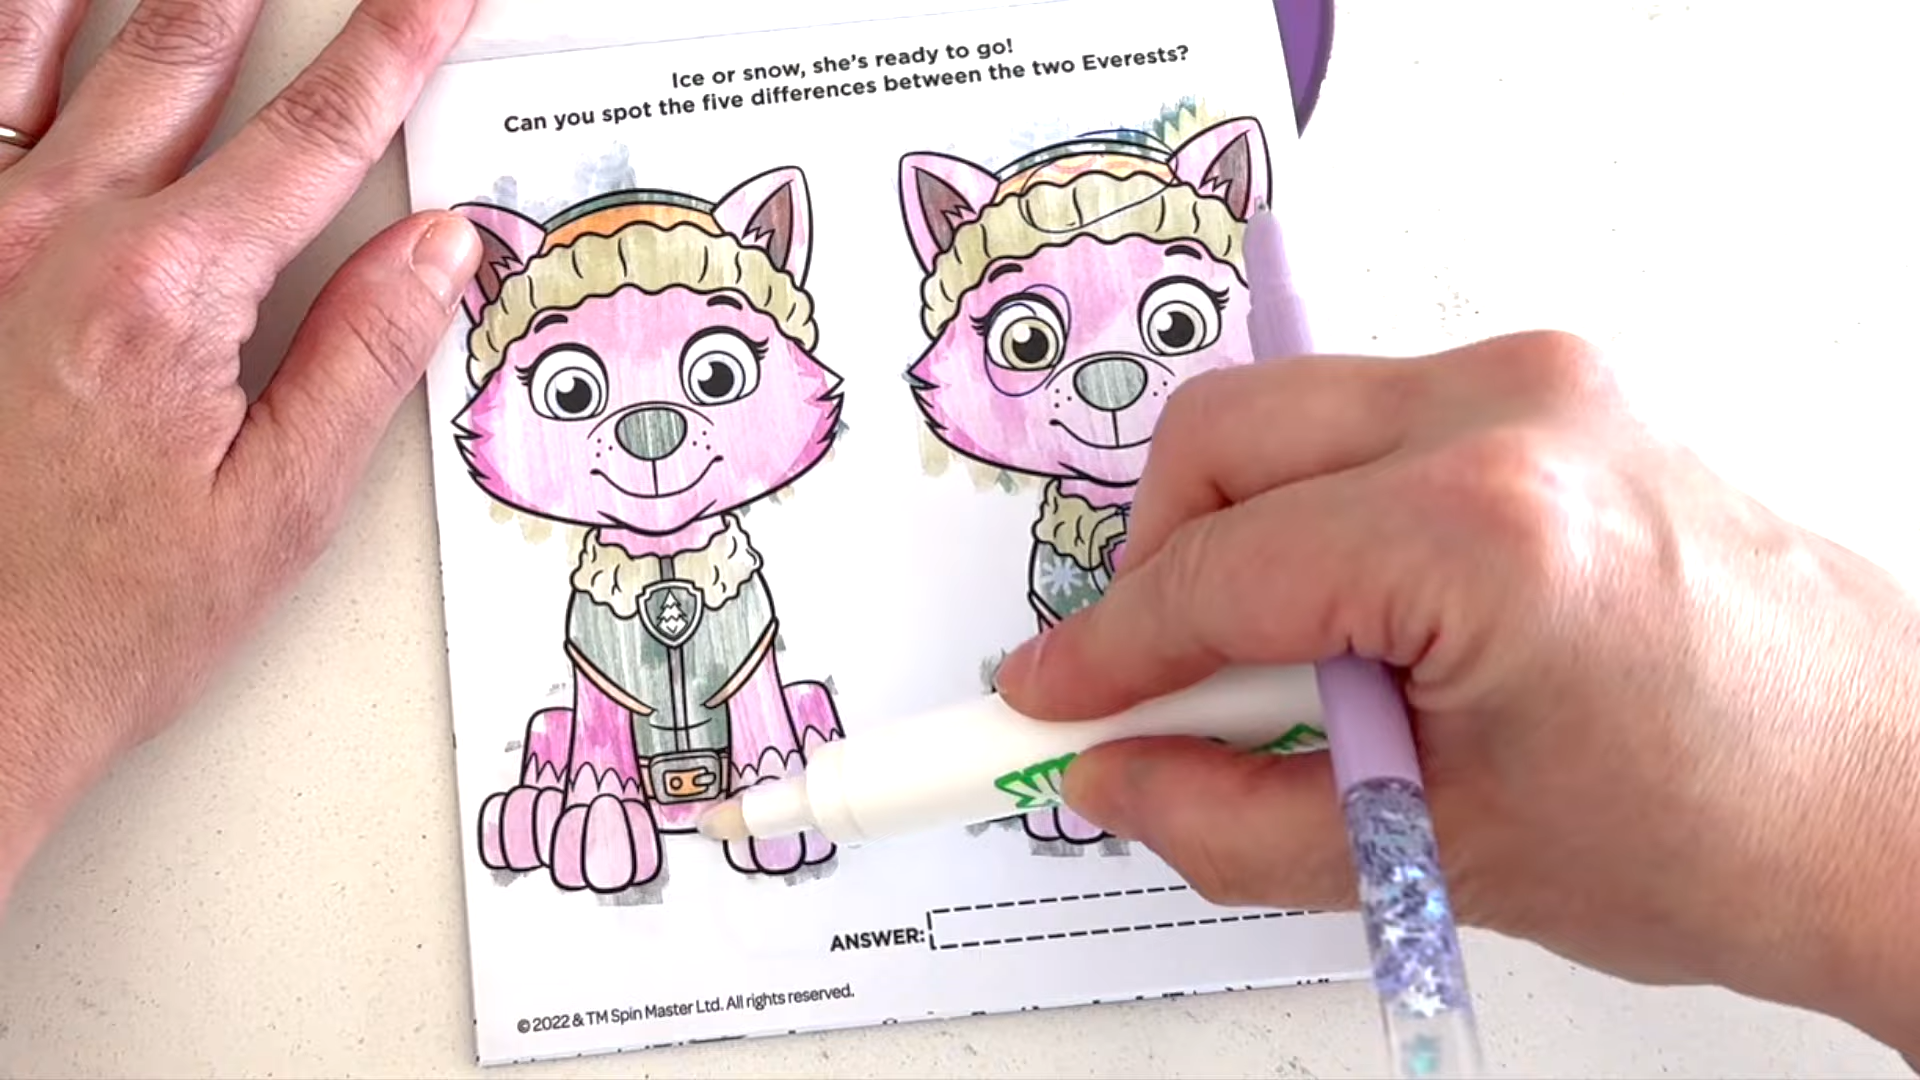 Ice or snow, she's ready to go!
Can you spot the five differences between the two Everests?
ANSWER:
© 2022 & TM Spin Master Ltd. All rights reserved.